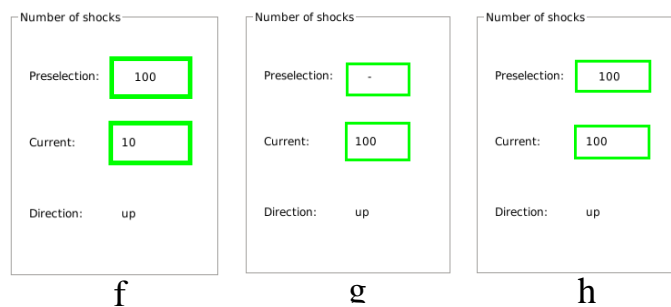 Number of shocks
Preselection: 100
Current: 10
Direction: up
f
Number of shocks
Preselection: -
Current: 100
Direction: up
g
Number of shocks
Preselection: 100
Current: 100
Direction: up
h